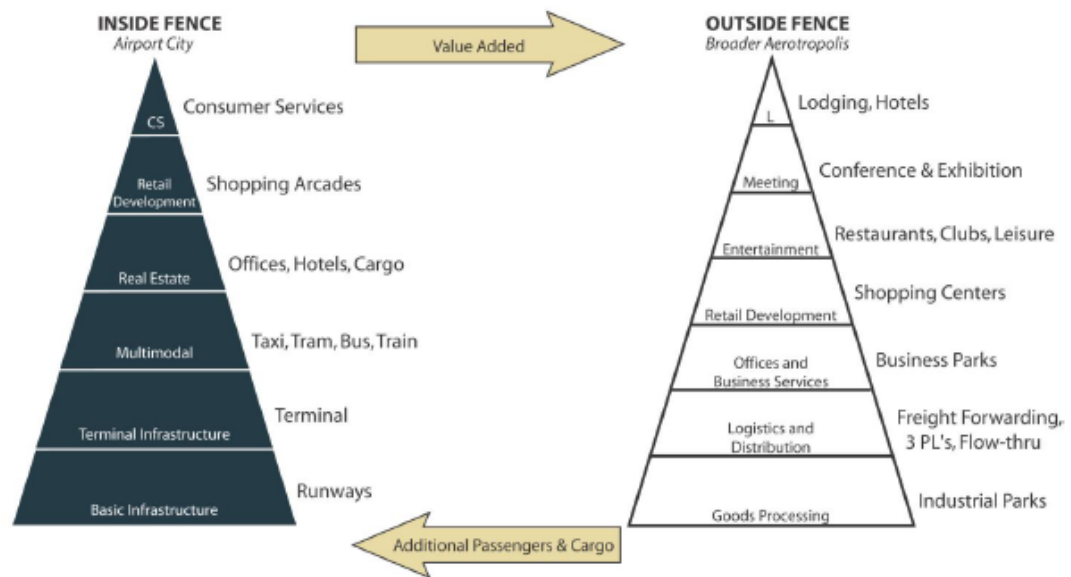 INSIDE FENCE
Airport City
Value Added
OUTSIDE FENCE
Broader Aerotropolis
CS
Consumer Services
Retail
Development
Shopping Arcades
Real Estate
Offices, Hotels, Cargo
Multimodal
Taxi, Tram, Bus, Train
Terminal Infrastructure
Terminal
Basic Infrastructure
Runways
L
Lodging, Hotels
Meeting
Conference & Exhibition
Entertainment
Restaurants, Clubs, Leisure
Retail Development
Shopping Centers
Offices and
Business Services
Business Parks
Logistics and
Distribution
Freight Forwarding,
3 PL's, Flow-thru
Goods Processing
Industrial Parks
Additional Passengers & Cargo